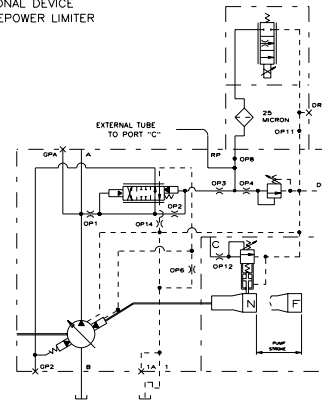 ONAL DEVICE
EPOWER LIMITER
25
MICRON
DR
EXTERNAL TUBE
TO PORT "C"
RP
OP11
GPA
A
OP8
OP3
OP4
D
OP1
OP2
OP14
C
OP6
OP12
N
F
PUMP
STROKE
GP2
B
1A
1